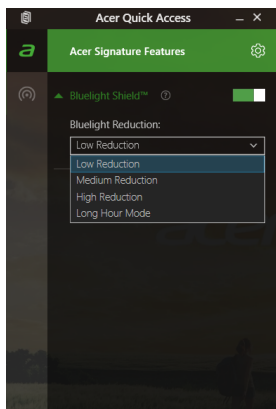 Acer Quick Access
Acer Signature Features
Bluelight Shield™
Bluelight Reduction:
Low Reduction
Low Reduction
Medium Reduction
High Reduction
Long Hour Mode
acer